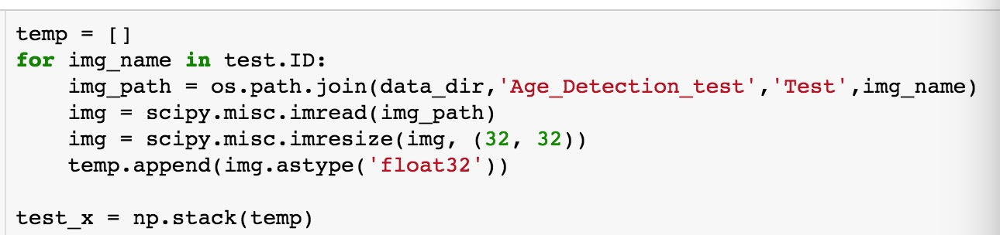 temp = []
for img_name in test.ID:
    img_path = os.path.join(data_dir,'Age_Detection_test','Test',img_name)
    img = scipy.misc.imread(img_path)
    img = scipy.misc.imresize(img, (32, 32))
    temp.append(img.astype('float32'))
test_x = np.stack(temp)